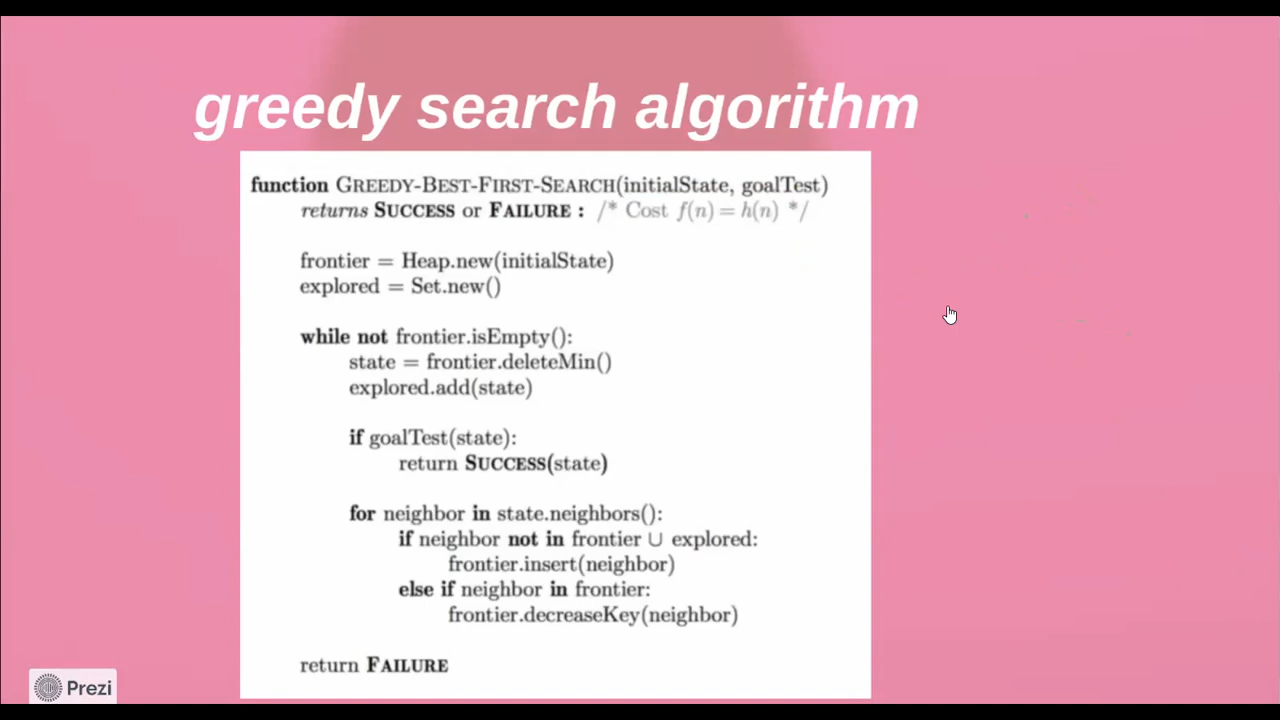 greedy search algorithm
function GREEDY-BEST-FIRST-SEARCH(initialState, goalTest)
returns SUCCESS or FAILURE : /* Cost f(n) = h(n) */
frontier = Heap.new(initialState)
explored = Set.new()
while not frontier.isEmpty():
state = frontier.deleteMin()
explored.add(state)
if goalTest(state):
return SUCCESS(state)
for neighbor in state.neighbors():
if neighbor not in frontier ∪ explored:
frontier.insert(neighbor)
else if neighbor in frontier:
frontier.decreaseKey(neighbor)
return FAILURE
Prezi